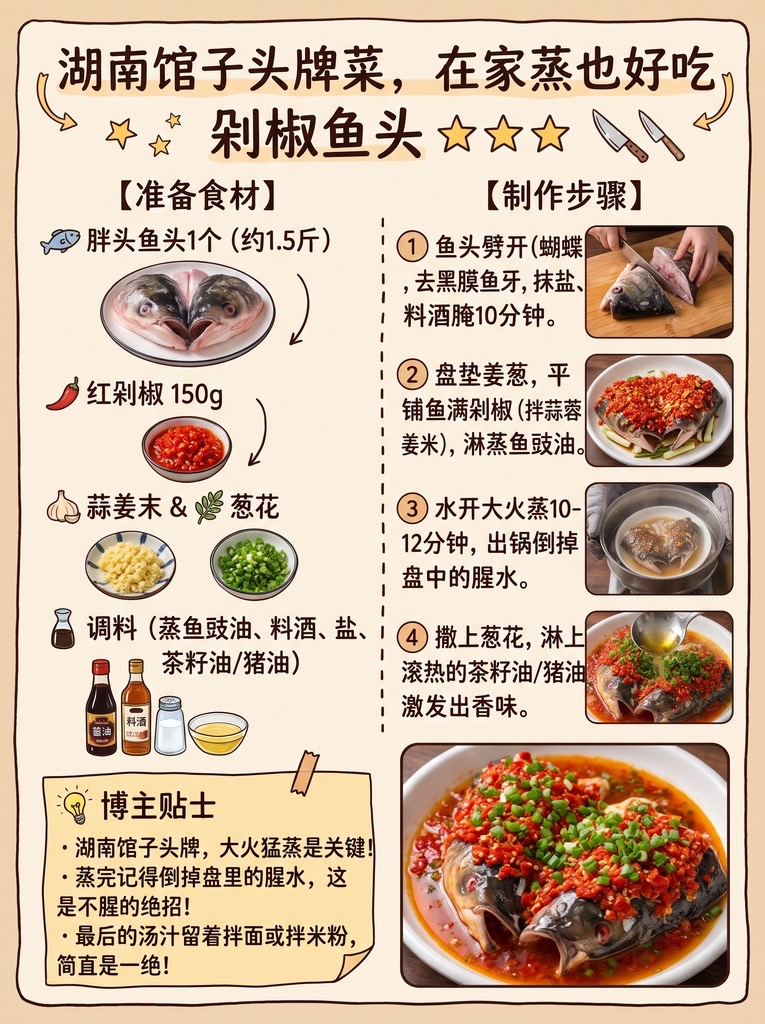 湖南馆子头牌菜，在家蒸也好吃
剁椒鱼头
【准备食材】
胖头鱼头1个（约1.5斤）
红剁椒 150g
蒜姜末 & 葱花
调料（蒸鱼豉油、料酒、盐、
茶籽油/猪油）
料酒
【制作步骤】
1 鱼头劈开(蝴蝶
，去黑膜鱼牙，抹盐、
料酒腌10分钟。
2 盘垫姜葱，平
铺鱼满剁椒（拌蒜蓉
姜米），淋蒸鱼豉油。
3 水开大火蒸10-
12分钟，出锅倒掉
盘中的腥水。
4 撒上葱花，淋上
滚热的茶籽油/猪油
激发出香味。
博主贴士
·湖南馆子头牌，大火猛蒸是关键！
·蒸完记得倒掉盘里的腥水，这
是不腥的绝招！
·最后的汤汁留着拌面或拌米粉，
简直是一绝！